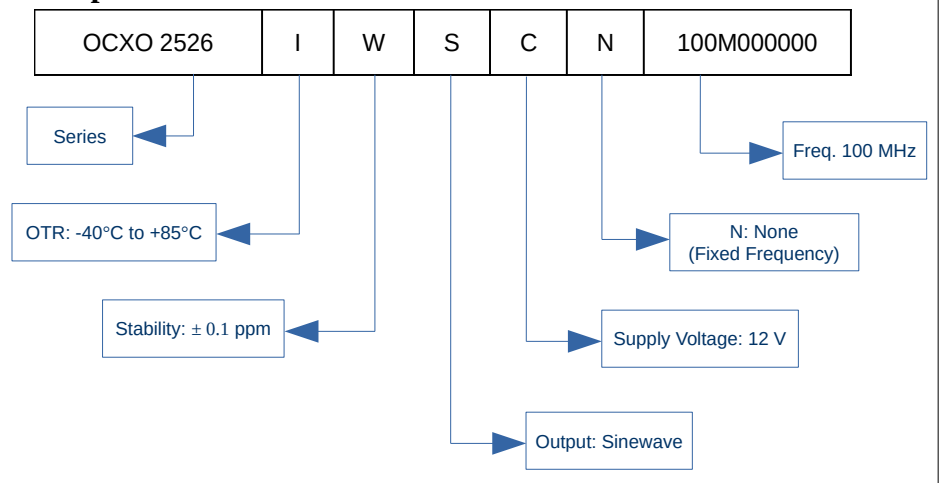 OCXO 2526 I W S C N 100M000000
Series
Freq. 100 MHz
OTR: -40°C to +85°C
N: None
(Fixed Frequency)
Stability: ± 0.1 ppm
Supply Voltage: 12 V
Output: Sinewave